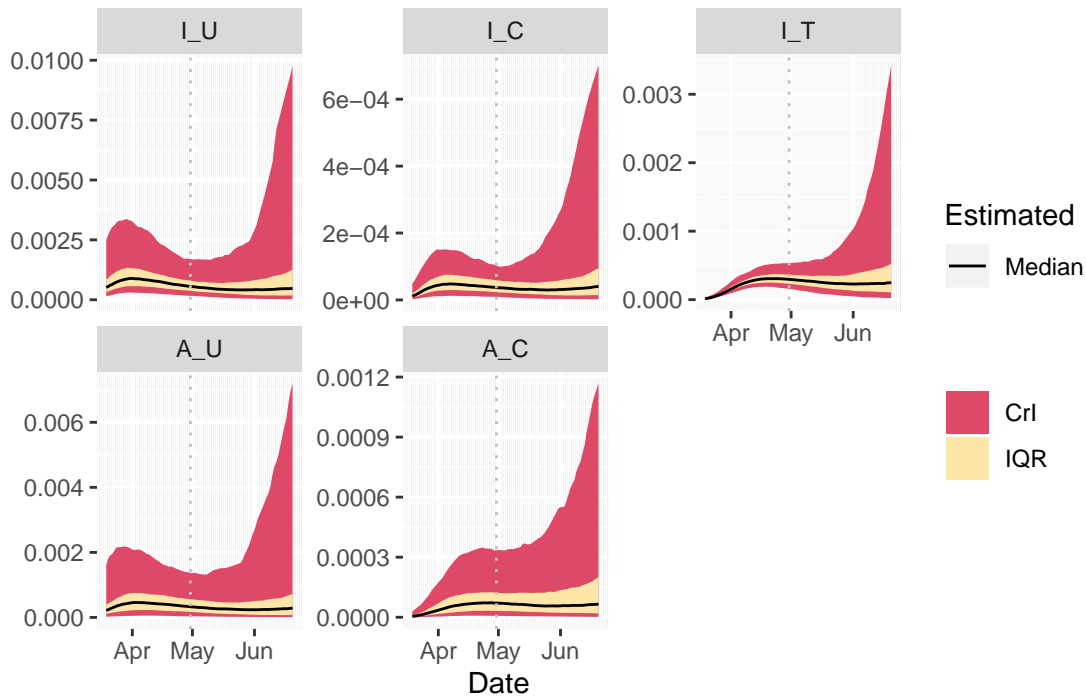 I_U
I_C
I_T
0.0100
0.0075
0.0050
0.0025
0.0000
6e−04
4e−04
2e−04
0e+00
0.003
0.002
0.001
0.000
Apr May Jun
A_U
A_C
0.006
0.004
0.002
0.000
Apr May Jun
0.0012
0.0009
0.0006
0.0003
0.0000
Apr May Jun
Date
Estimated
Median
CrI
IQR